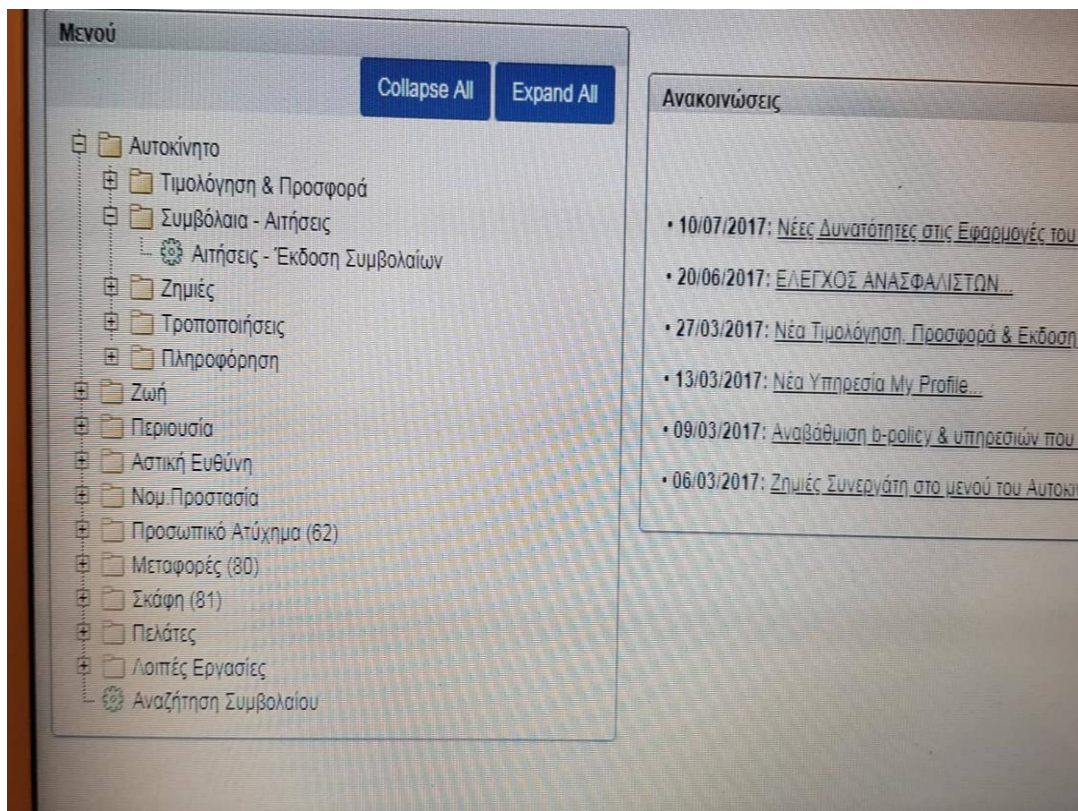 Μενού
Collapse All
Expand All
Αυτοκίνητο
Τιμολόγηση & Προσφορά
Συμβόλαια - Αιτήσεις
Αιτήσεις - Έκδοση Συμβολαίων
Ζημιές
Τροποποιήσεις
Πληροφόρηση
Ζωή
Περιουσία
Αστική Ευθύνη
Νομ.Προστασία
Προσωπικό Ατύχημα (62)
Μεταφορές (80)
Σκάφη (81)
Πελάτες
Λοιπές Εργασίες
Αναζήτηση Συμβολαίου
Ανακοινώσεις
• 10/07/2017: Νέες Δυνατότητες στις Εφαρμογές του
• 20/06/2017: ΕΛΕΓΧΟΣ ΑΝΑΣΦΑΛΙΣΤΩΝ...
• 27/03/2017: Νέα Τιμολόγηση, Προσφορά & Εκδοση
• 13/03/2017: Νέα Υπηρεσία My Profile...
• 09/03/2017: Αναβάθμιση b-policy & υπηρεσιών που
• 06/03/2017: Ζημιές Συνεργάτη στο μενού του